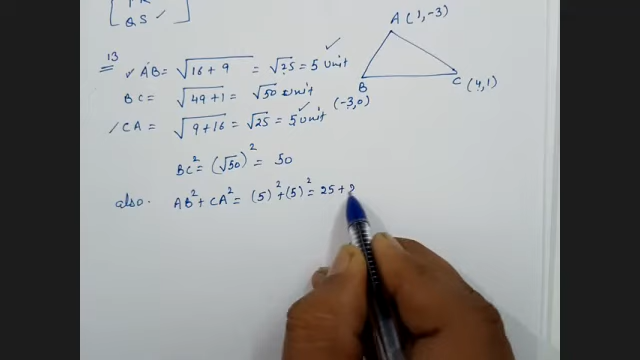 QS ✓
A (1,-3)
13
✓ AB = √16 + 9 = √25 = 5 unit ✓
BC = √49+1 = √50 unit
B
(-3,0)
C (4,1)
✓ CA = √9+16 = √25 = 5 unit ✓
BC² = (√50)² = 50
also. AB² + CA² = (5)² + (5)² = 25 + 2